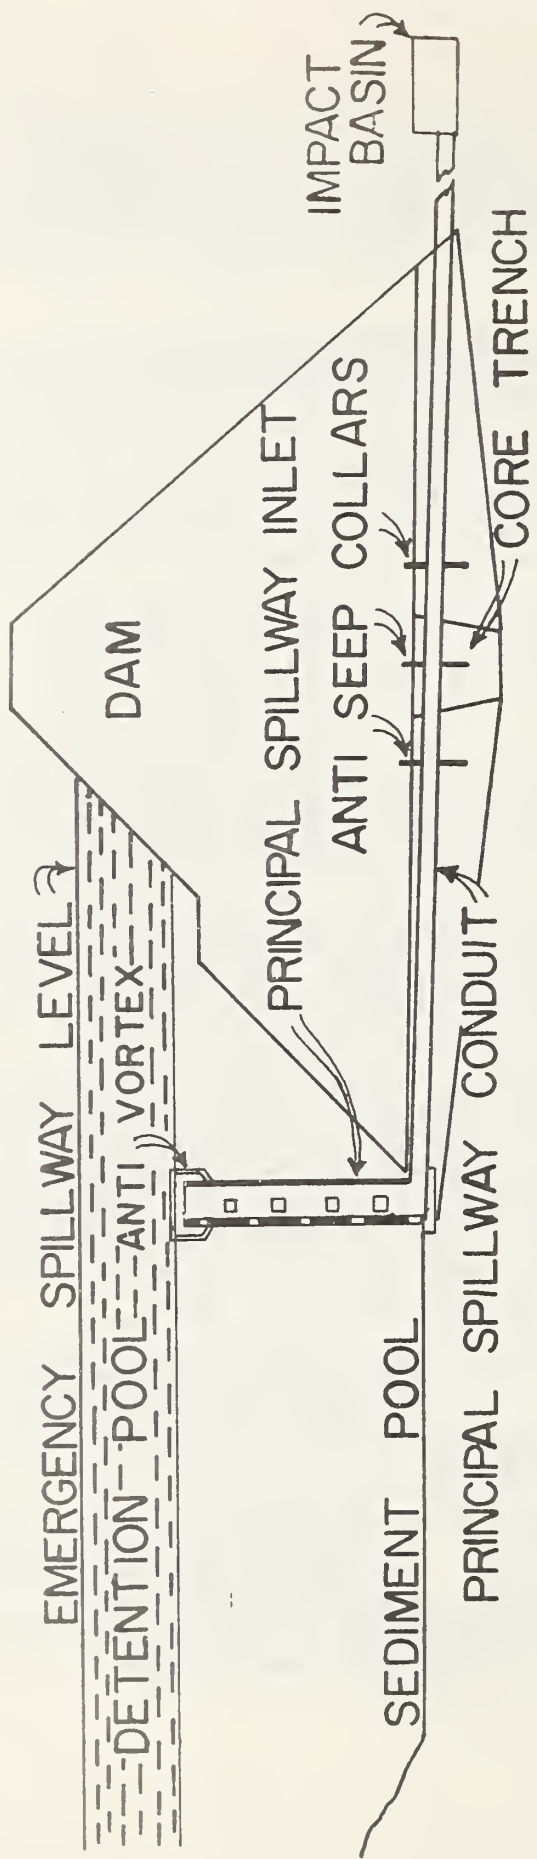 EMERGENCY SPILLWAY LEVEL
DETENTION POOL
ANTI VORTEX
DAM
IMPACT
BASIN
PRINCIPAL SPILLWAY INLET
ANTI SEEP COLLARS
SEDIMENT POOL
CORE TRENCH
PRINCIPAL SPILLWAY CONDUIT